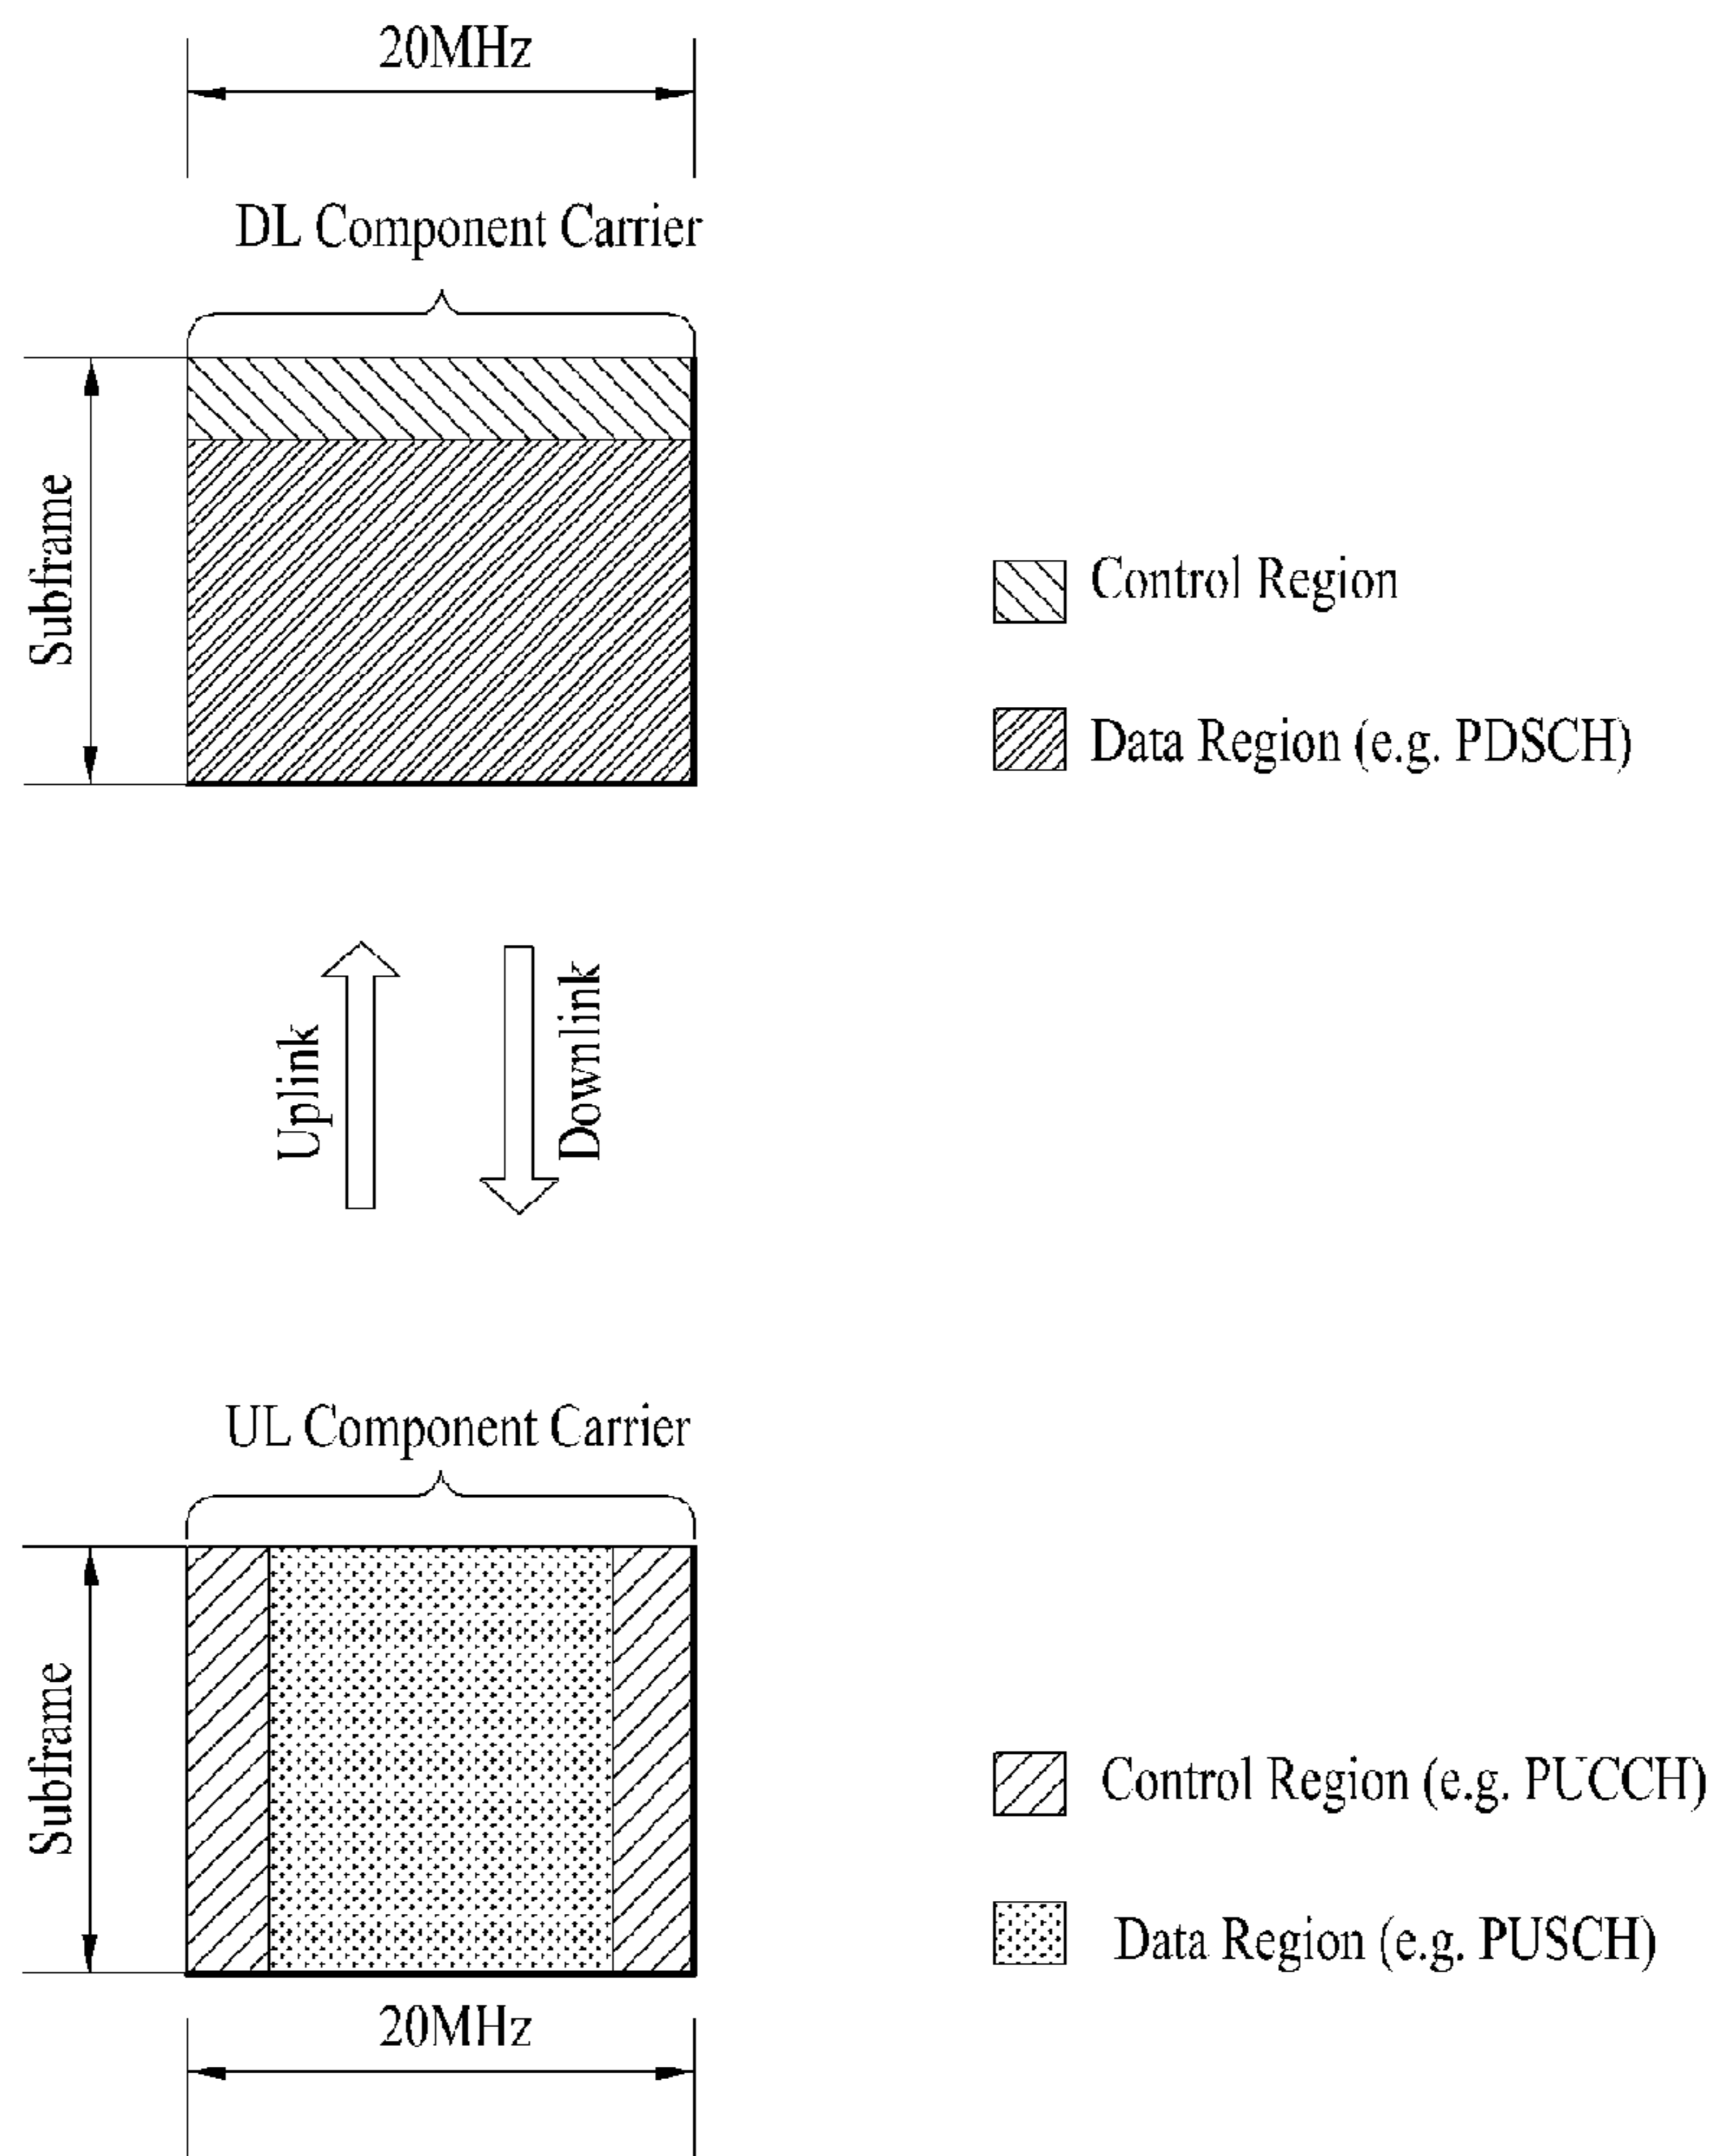 20MHz
DL Component Carrier
Subframe
Control Region
Data Region (e.g. PDSCH)
Uplink
Downlink
UL Component Carrier
Subframe
Control Region (e.g. PUCCH)
Data Region (e.g. PUSCH)
20MHz